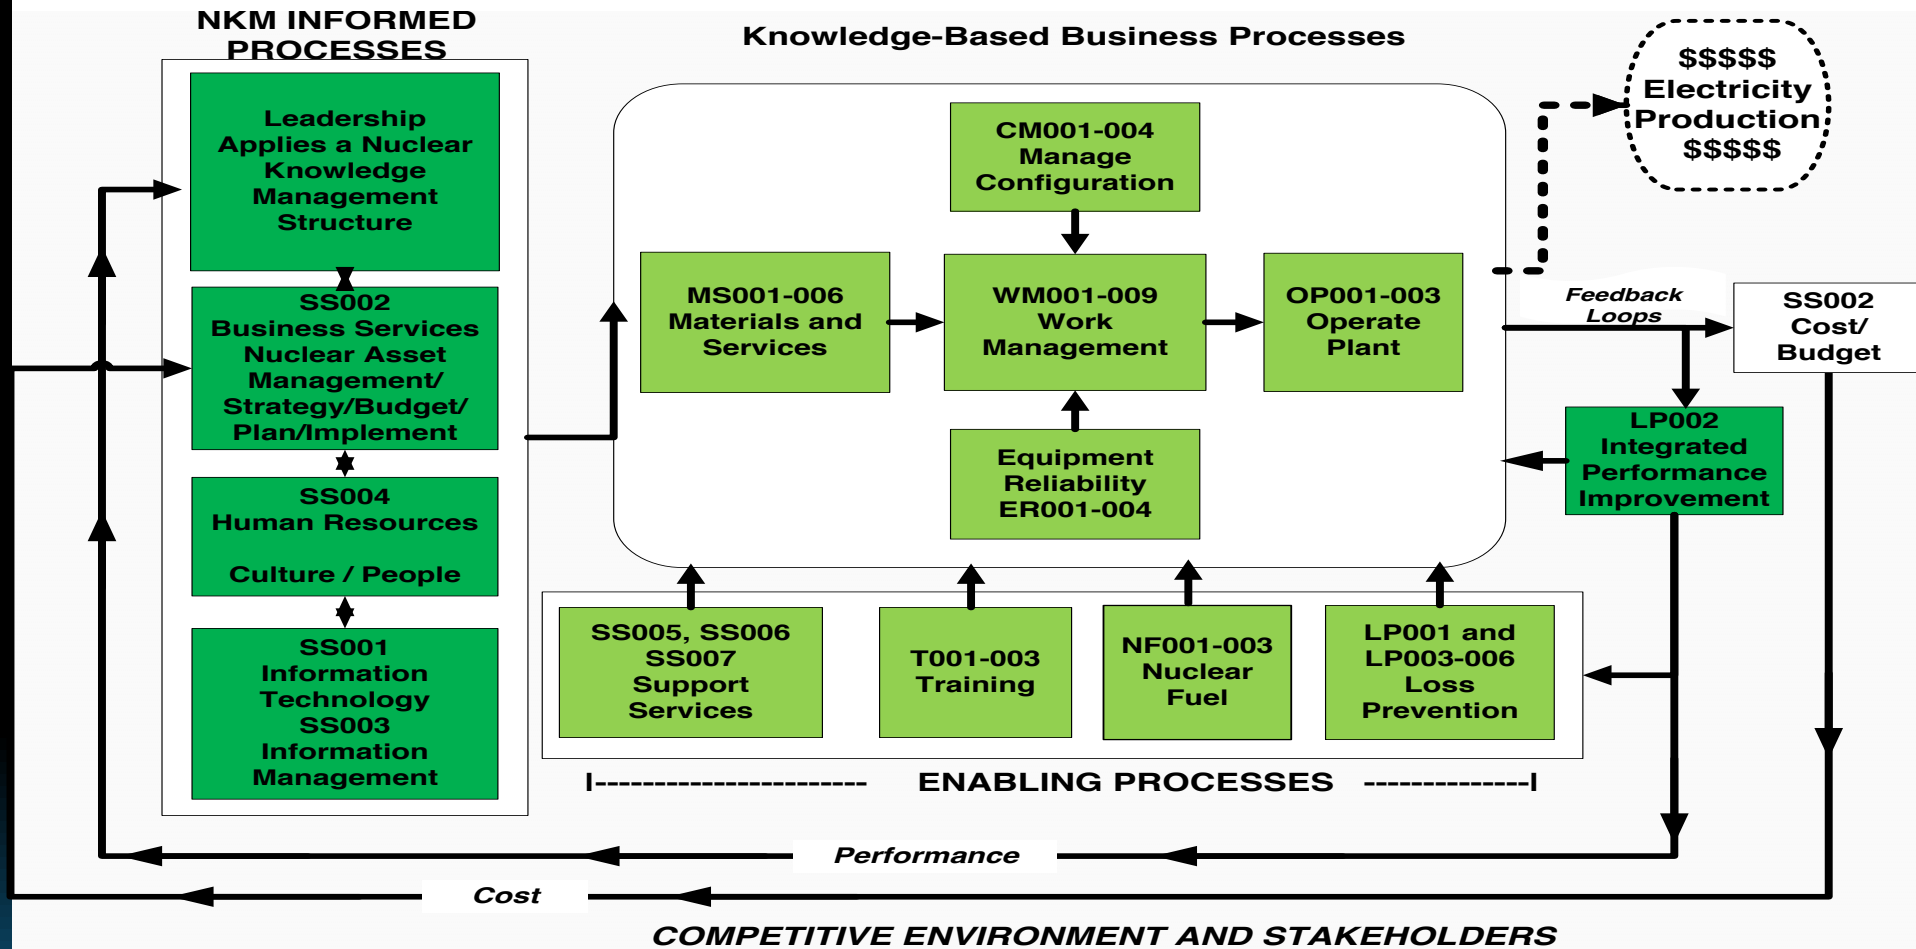 NKM INFORMED
PROCESSES
Leadership
Applies a Nuclear
Knowledge
Management
Structure
SS002
Business Services
Nuclear Asset
Management/
Strategy/Budget/
Plan/Implement
SS004
Human Resources
Culture / People
SS001
Information
Technology
SS003
Information
Management
Knowledge-Based Business Processes
CM001-004
Manage
Configuration
MS001-006
Materials and
Services
WM001-009
Work
Management
OP001-003
Operate
Plant
Equipment
Reliability
ER001-004
$$$$$
Electricity
Production
$$$$$
Feedback
Loops
SS002
Cost/
Budget
LP002
Integrated
Performance
Improvement
SS005, SS006
SS007
Support
Services
T001-003
Training
NF001-003
Nuclear
Fuel
LP001 and
LP003-006
Loss
Prevention
ENABLING PROCESSES
Performance
Cost
COMPETITIVE ENVIRONMENT AND STAKEHOLDERS